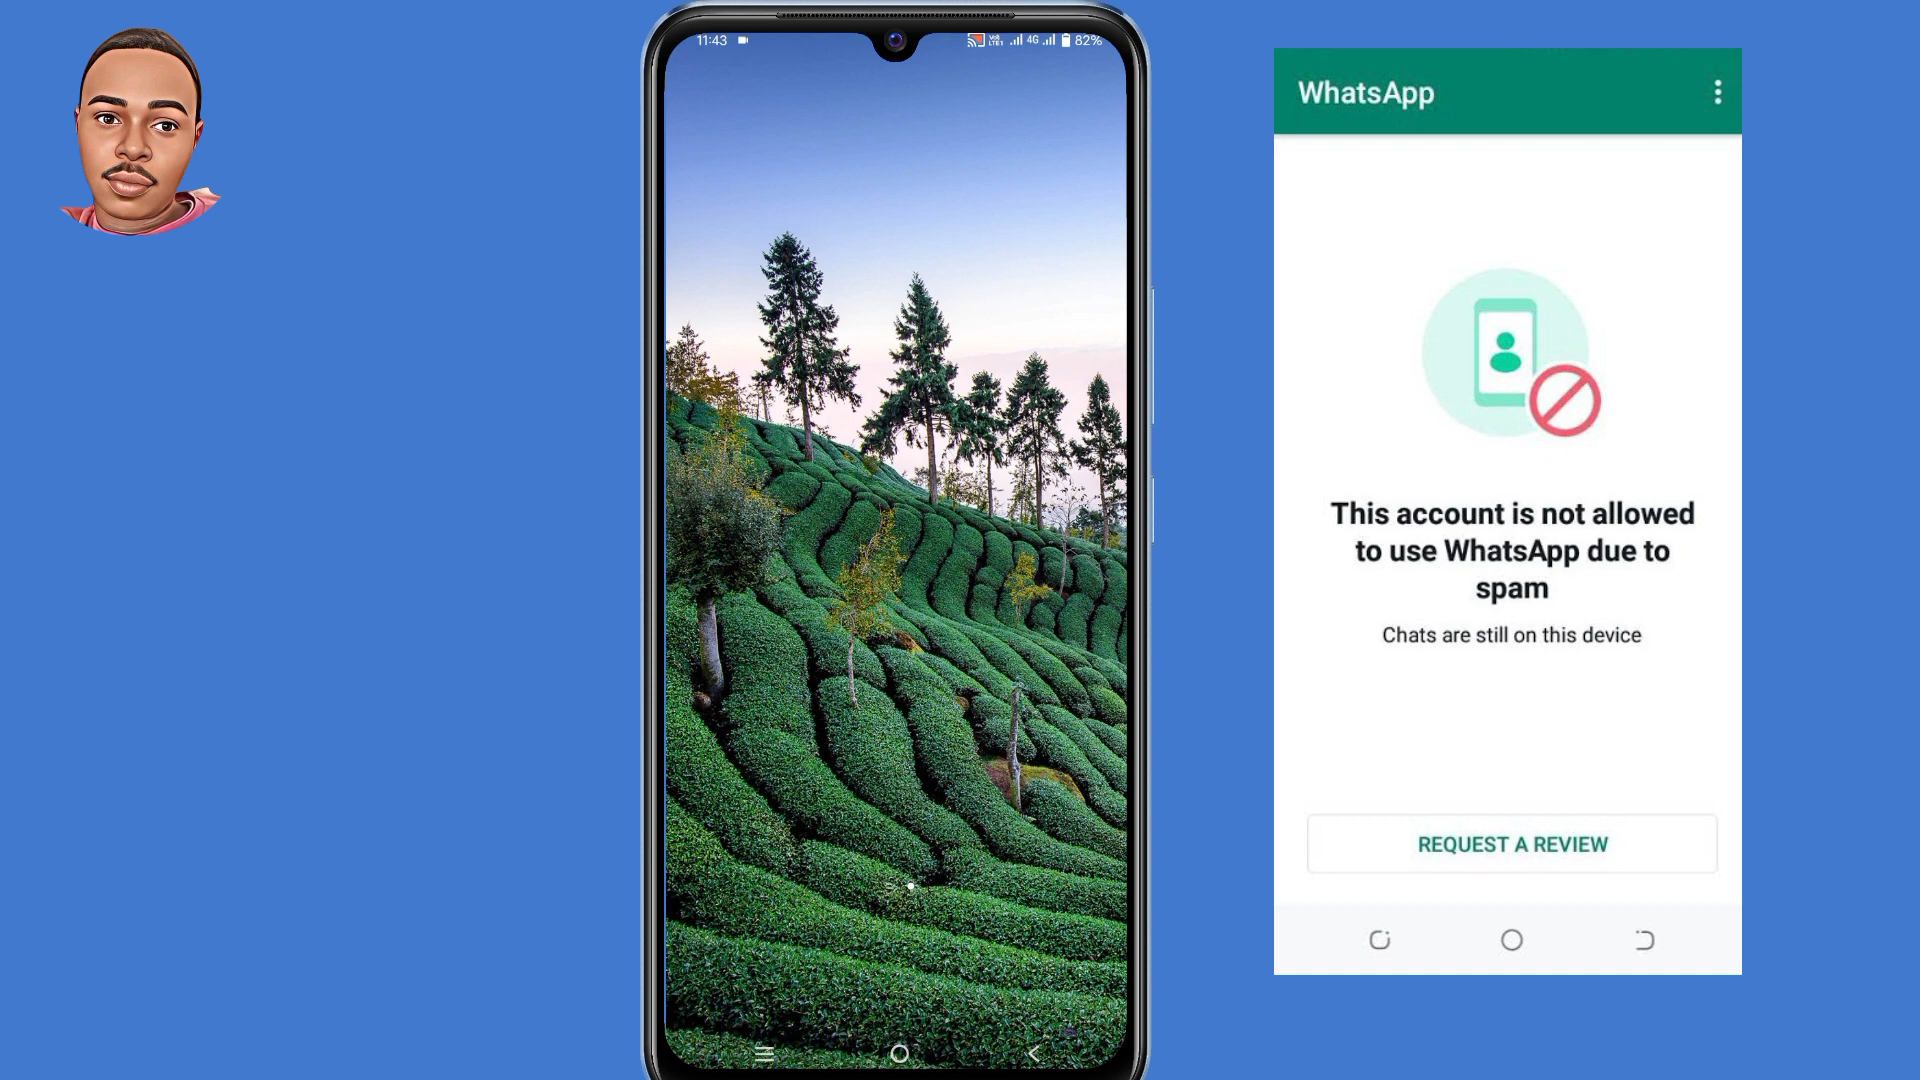 11:43
4G
82%
WhatsApp
This account is not allowed
to use WhatsApp due to
spam
Chats are still on this device
REQUEST A REVIEW